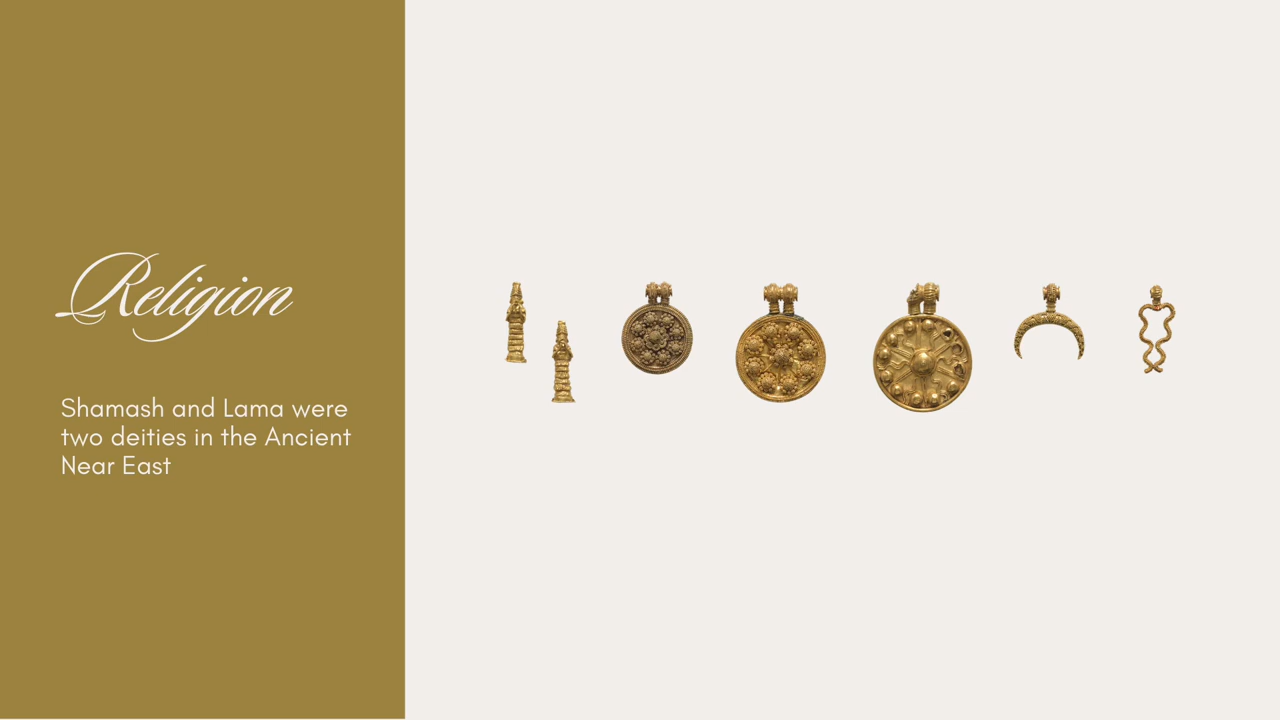 Religion
Shamash and Lama were
two deities in the Ancient
Near East